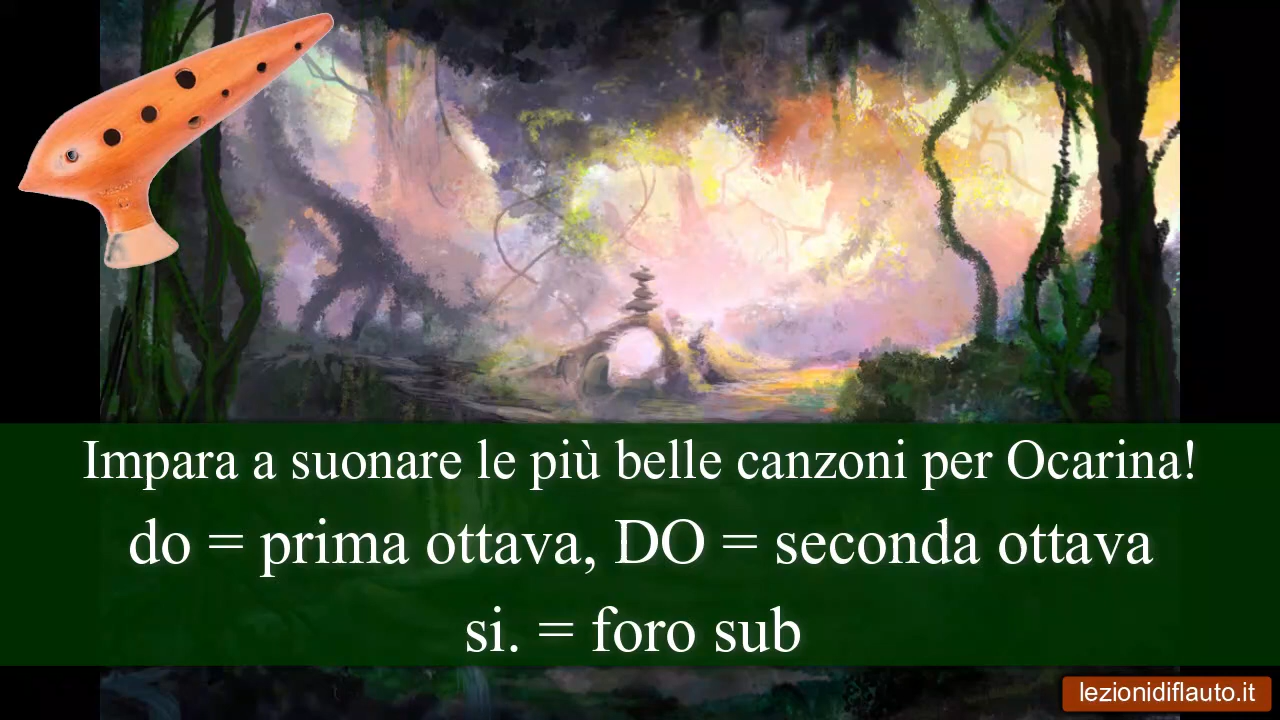 Impara a suonare le più belle canzoni per Ocarina!
do = prima ottava, DO = seconda ottava
si. = foro sub
lezionidiflauto.it